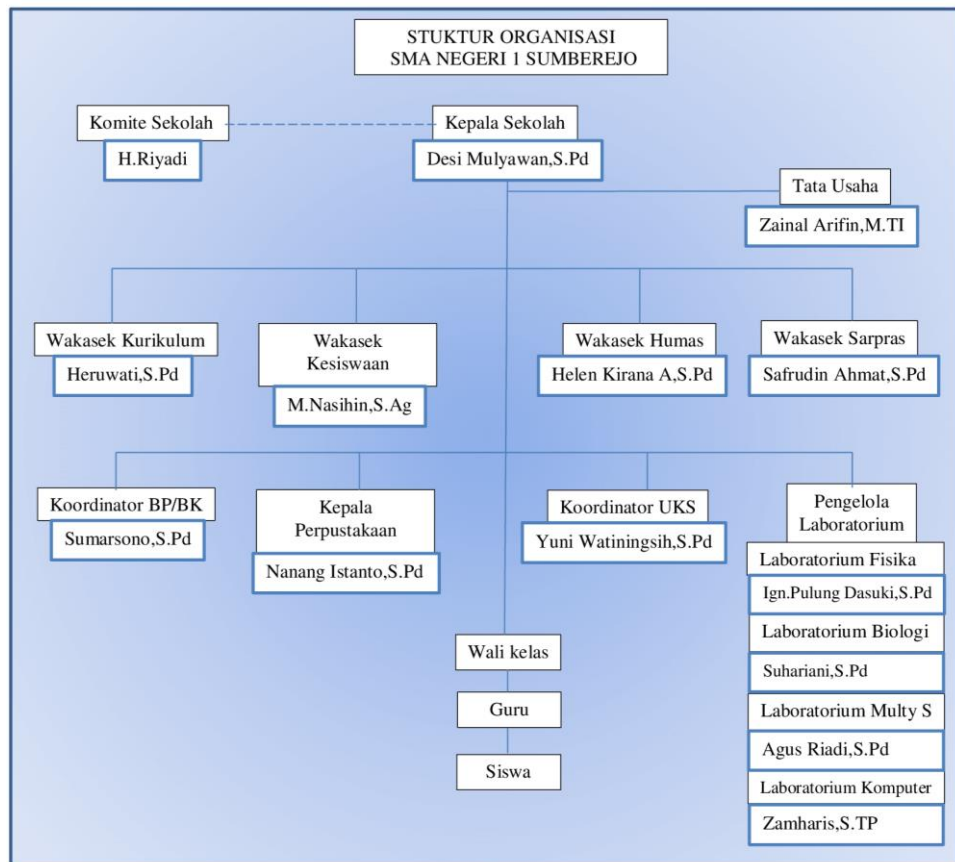 STUKTUR ORGANISASI
SMA NEGERI 1 SUMBEREJO
Komite Sekolah
H.Riyadi
Kepala Sekolah
Desi Mulyawan,S.Pd
Tata Usaha
Zainal Arifin,M.TI
Wakasek Kurikulum
Heruwati,S.Pd
Wakasek
Kesiswaan
M.Nasihin,S.Ag
Wakasek Humas
Helen Kirana A,S.Pd
Wakasek Sarpras
Safrudin Ahmat,S.Pd
Koordinator BP/BK
Sumarsono,S.Pd
Kepala
Perpustakaan
Nanang Istanto,S.Pd
Koordinator UKS
Yuni Watiningsih,S.Pd
Pengelola
Laboratorium
Laboratorium Fisika
Ign.Pulung Dasuki,S.Pd
Laboratorium Biologi
Suhariani,S.Pd
Laboratorium Multy S
Agus Riadi,S.Pd
Laboratorium Komputer
Zamharis,S.TP
Wali kelas
Guru
Siswa